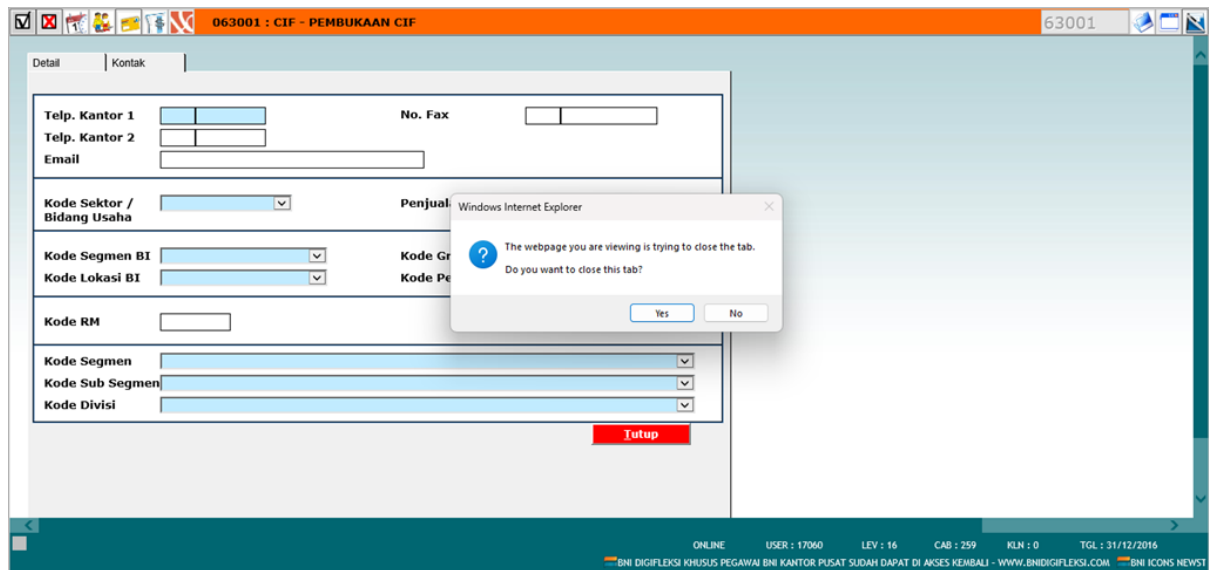 063001 : CIF - PEMBUKAAN CIF
63001
Detail
Kontak
Telp. Kantor 1
No. Fax
Telp. Kantor 2
Email
Kode Sektor /
Bidang Usaha
Penjual
Windows Internet Explorer
The webpage you are viewing is trying to close the tab.
Do you want to close this tab?
Yes
No
Kode Segmen BI
Kode Gr
Kode Lokasi BI
Kode Pe
Kode RM
Kode Segmen
Kode Sub Segmen
Kode Divisi
Tutup
ONLINE USER : 17060 LEV : 16 CAB : 259 KLN : 0 TGL : 31/12/2016
BNI DIGIFLEKSI KHUSUS PEGAWAI BNI KANTOR PUSAT SUDAH DAPAT DI AKSES KEMBALI - WWW.BNIDIGIFLEKSI.COM BNI ICONS NEWST